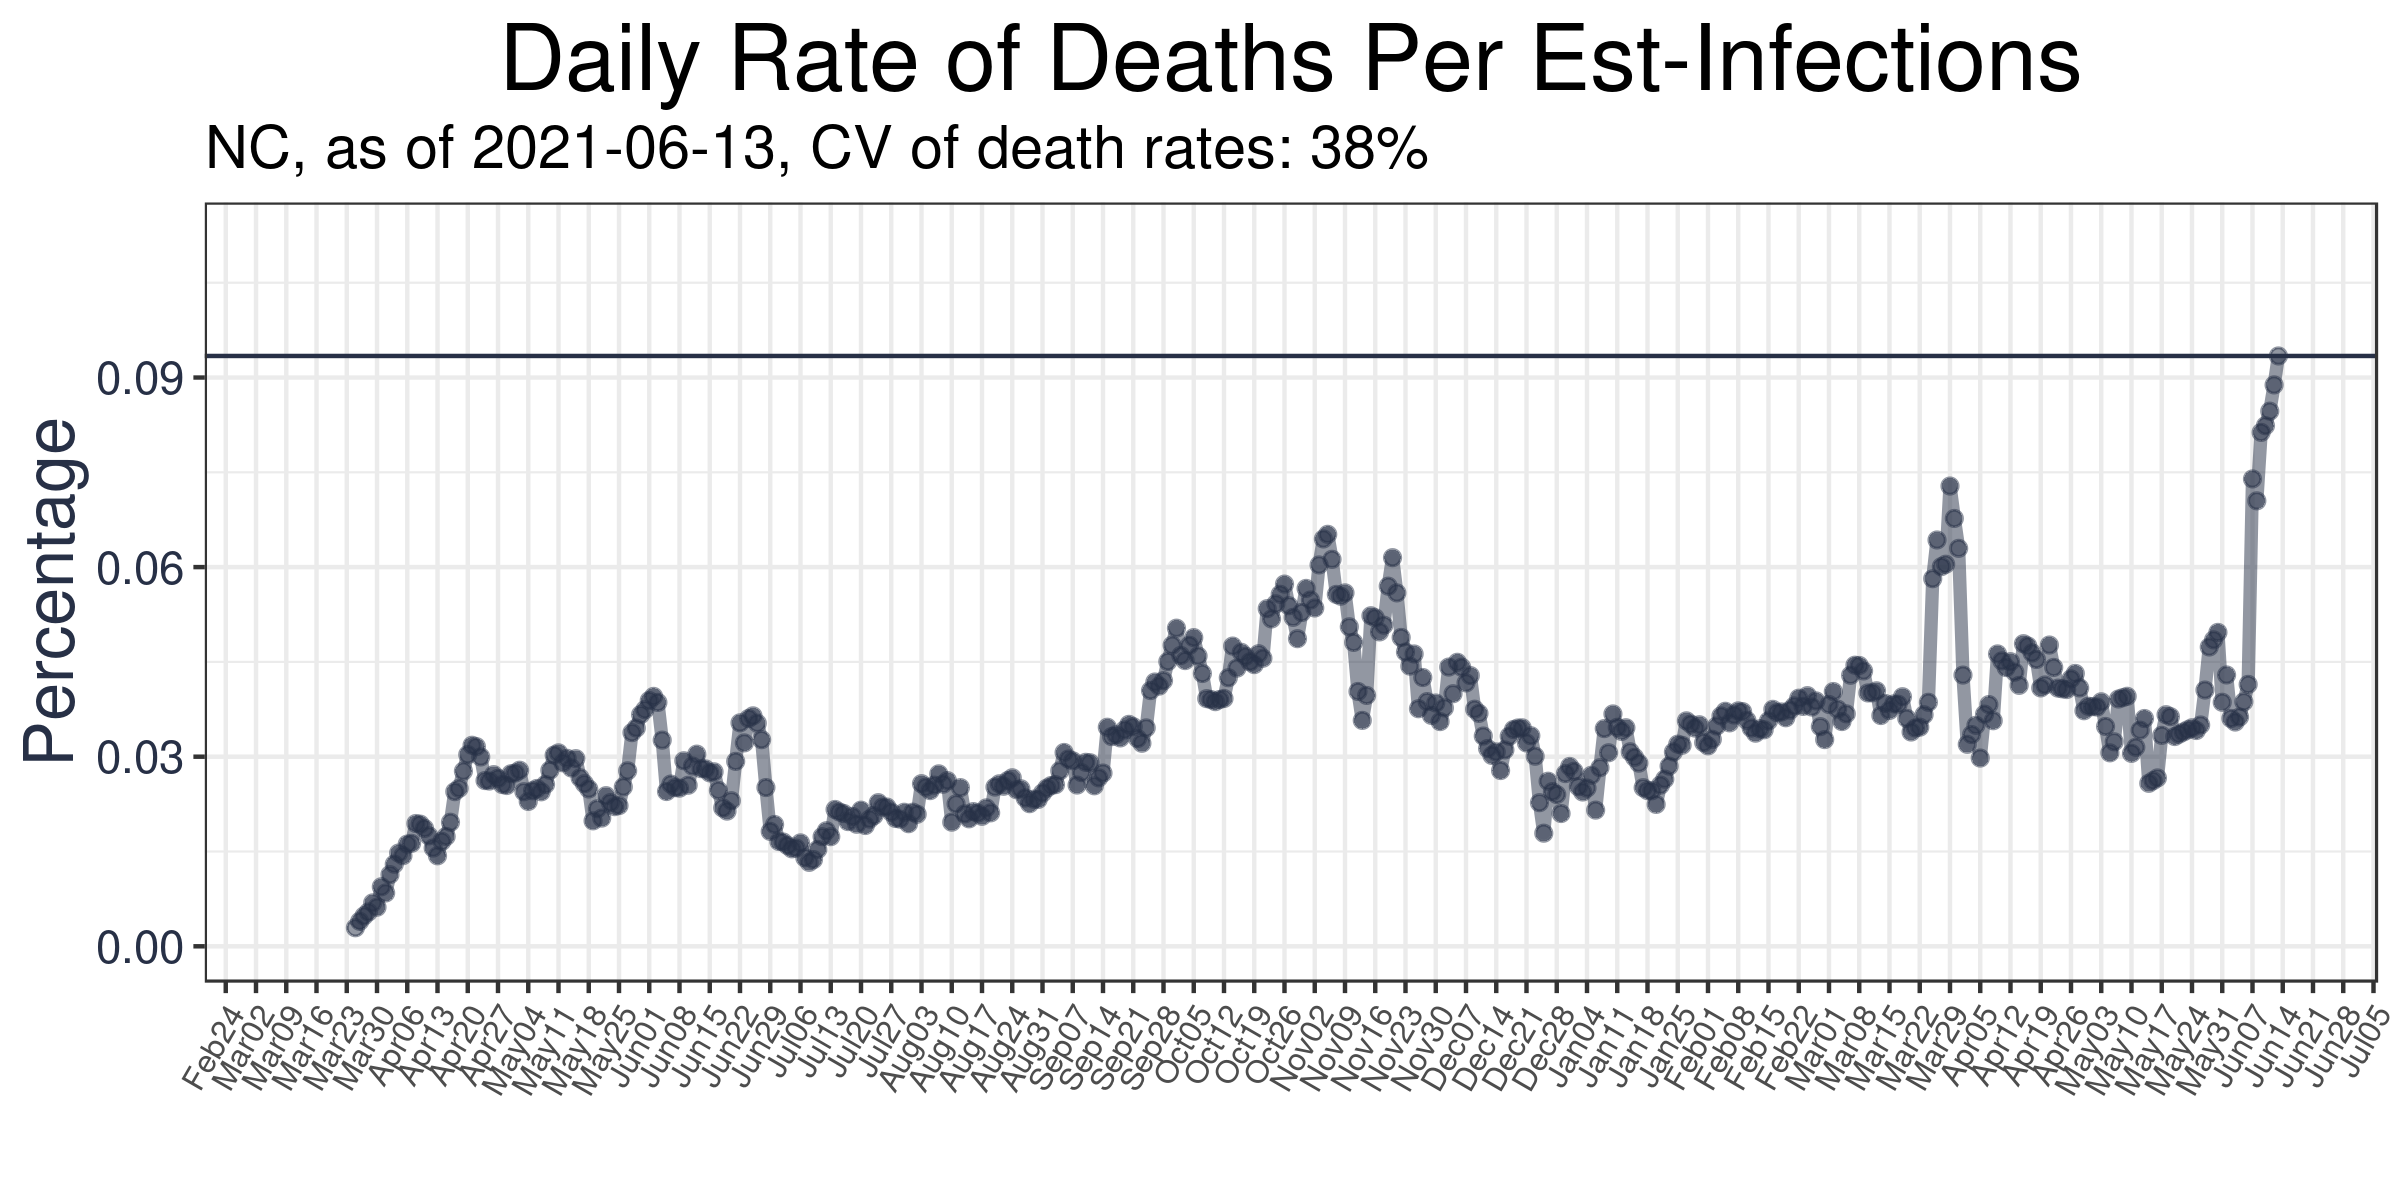 Daily Rate of Deaths Per Est-Infections
NC, as of 2021-06-13, CV of death rates: 38%
Percentage
0.09
0.06
0.03
0.00
Feb24
Mar02
Mar09
Mar16
Mar23
Mar30
Apr06
Apr13
Apr20
Apr27
May04
May11
May18
May25
Jun01
Jun08
Jun15
Jun22
Jun29
Jul06
Jul13
Jul20
Jul27
Aug03
Aug10
Aug17
Aug24
Aug31
Sep07
Sep14
Sep21
Sep28
Oct05
Oct12
Oct19
Oct26
Nov02
Nov09
Nov16
Nov23
Nov30
Dec07
Dec14
Dec21
Dec28
Jan04
Jan11
Jan18
Jan25
Feb01
Feb08
Feb15
Feb22
Mar01
Mar08
Mar15
Mar22
Mar29
Apr05
Apr12
Apr19
Apr26
May03
May10
May17
May24
May31
Jun07
Jun14
Jun21
Jun28
Jul05